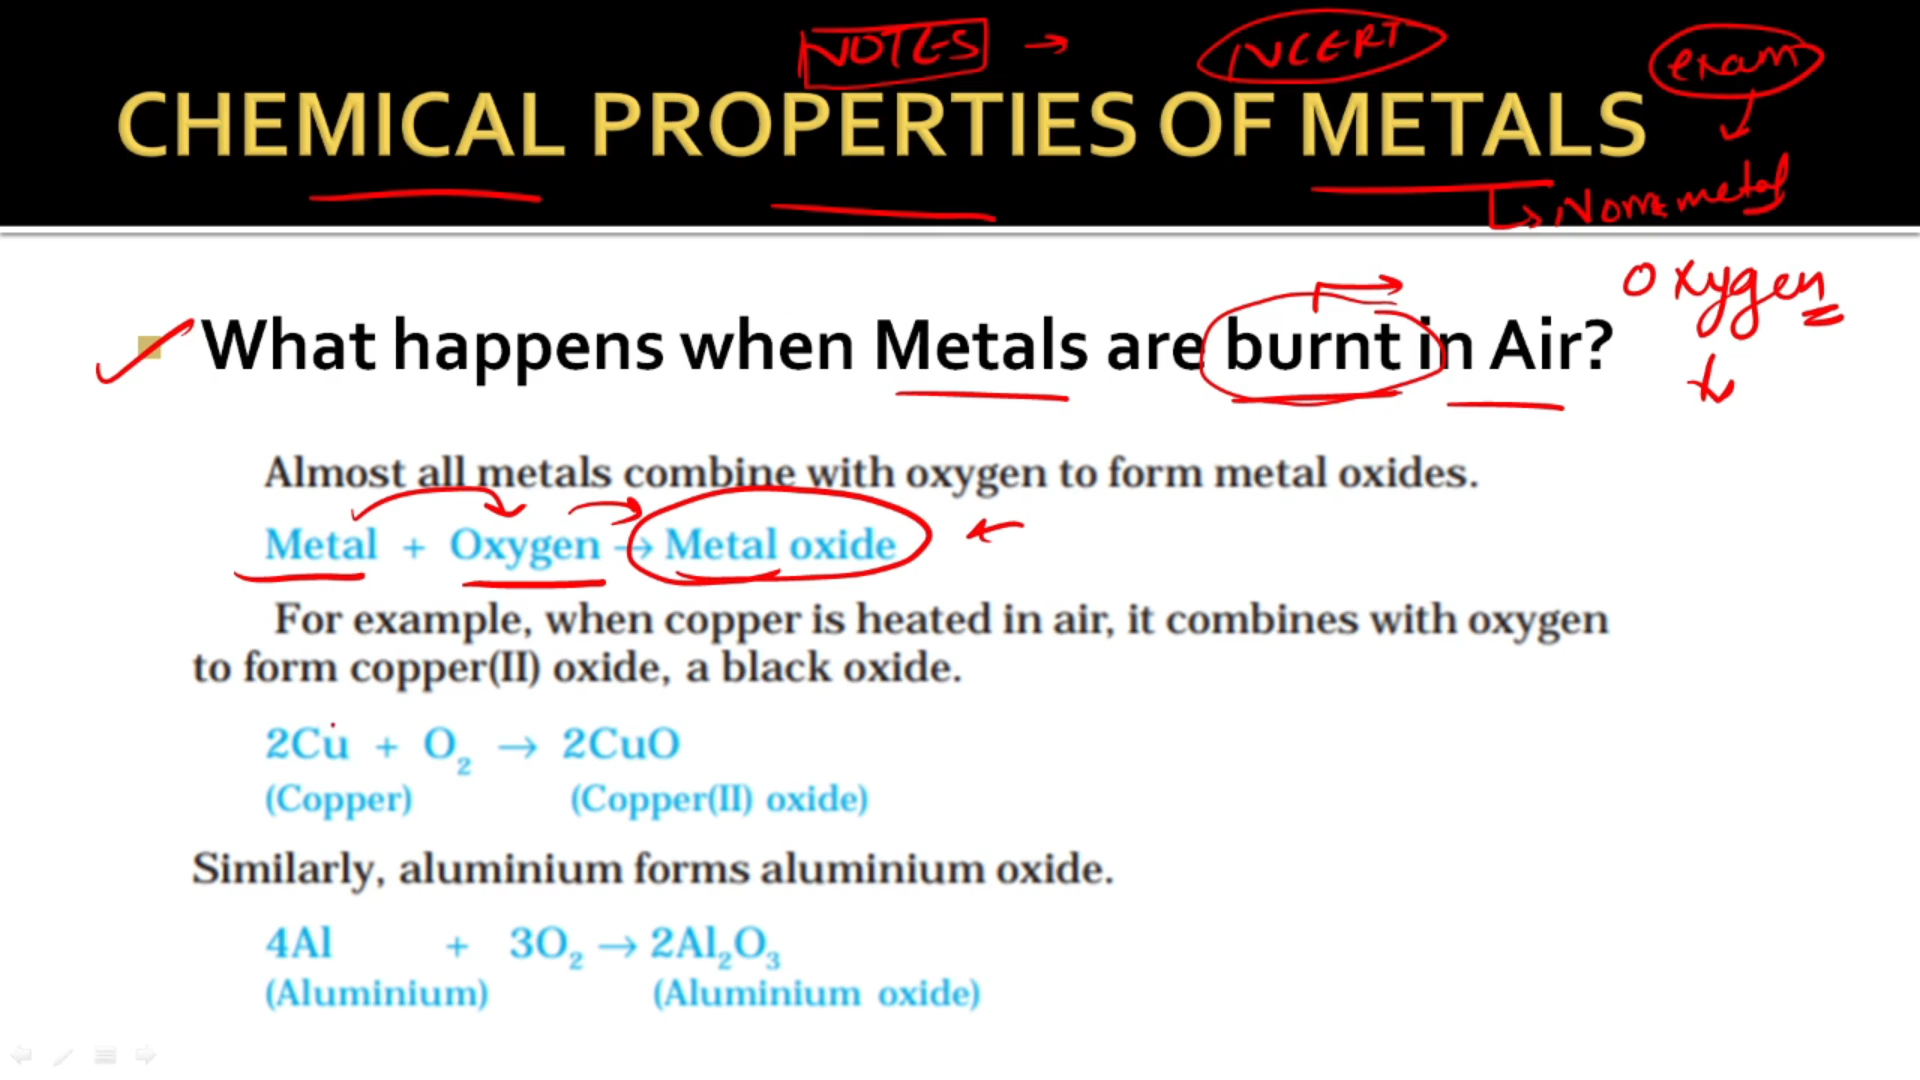 NOTES → NCERT exam
CHEMICAL PROPERTIES OF METALS
Non-metal
Oxygen
What happens when Metals are burnt in Air?
Almost all metals combine with oxygen to form metal oxides.
Metal + Oxygen → Metal oxide
For example, when copper is heated in air, it combines with oxygen
to form copper(II) oxide, a black oxide.
2Cu + O₂ → 2CuO
(Copper) (Copper(II) oxide)
Similarly, aluminium forms aluminium oxide.
4Al + 3O₂ → 2Al₂O₃
(Aluminium) (Aluminium oxide)